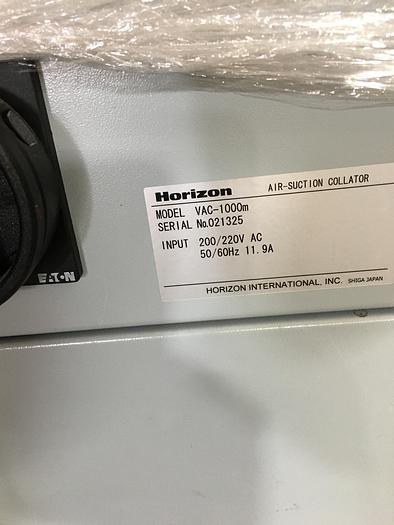 Horizon AIR-SUCTION COLLATOR
MODEL VAC-1000m
SERIAL No.021325
INPUT 200/220V AC
50/60Hz 11.9A
HORIZON INTERNATIONAL, INC. SHIGA JAPAN
EATON